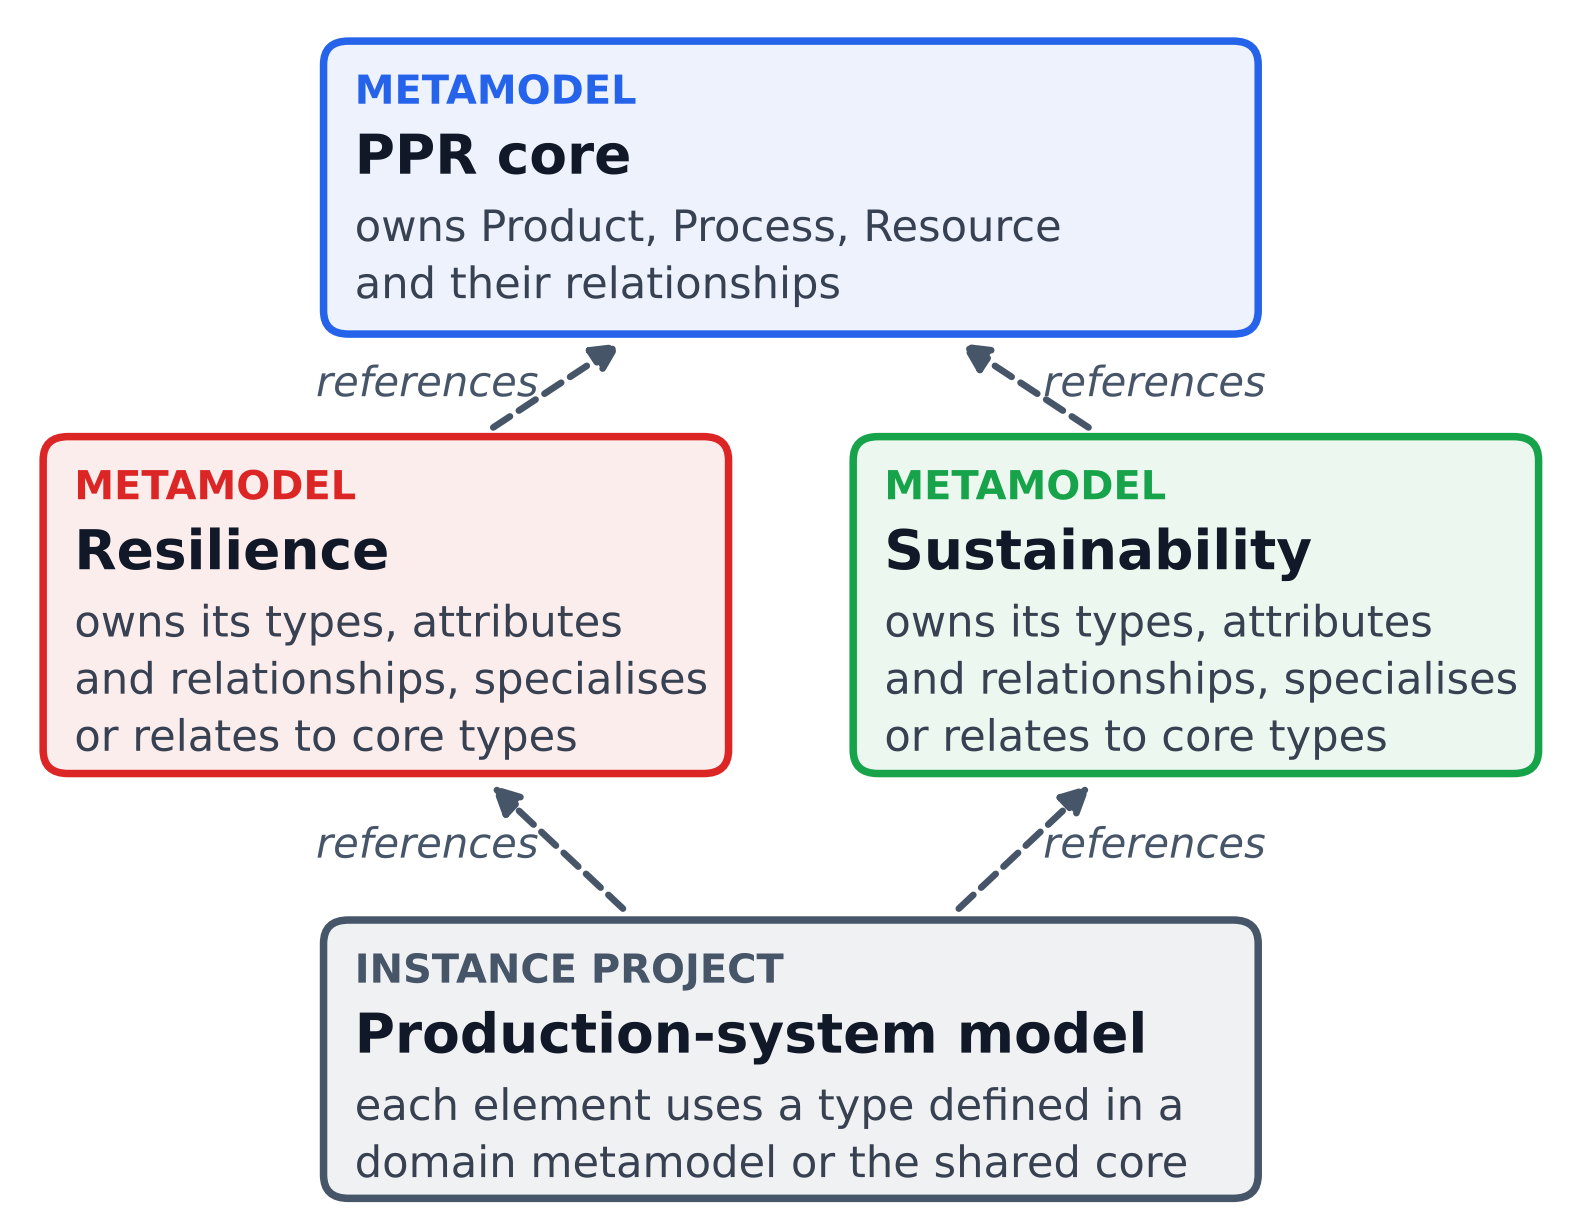 METAMODEL
PPR core
owns Product, Process, Resource
and their relationships
references
references
METAMODEL
Resilience
owns its types, attributes
and relationships, specialises
or relates to core types
METAMODEL
Sustainability
owns its types, attributes
and relationships, specialises
or relates to core types
references
references
INSTANCE PROJECT
Production-system model
each element uses a type defined in a
domain metamodel or the shared core